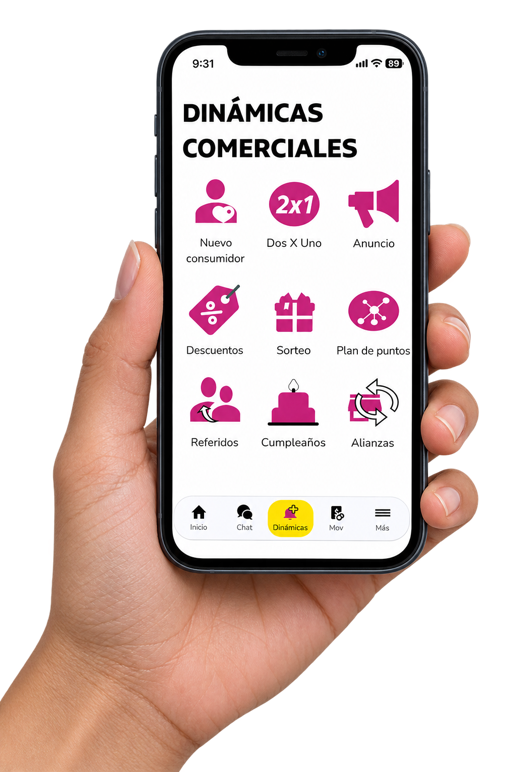 9:31
89
DINÁMICAS
COMERCIALES
2x1
Nuevo
consumidor
Dos X Uno
Anuncio
%
Descuentos
Sorteo
Plan de puntos
Referidos
Cumpleaños
Alianzas
Inicio
Chat
Dinámicas
Mov
Más